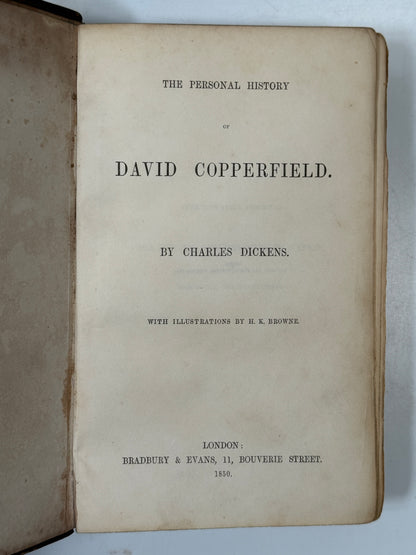 THE PERSONAL HISTORY
OF
DAVID COPPERFIELD.
BY CHARLES DICKENS.
WITH ILLUSTRATIONS BY H. K. BROWNE.
LONDON:
BRADBURY & EVANS, 11, BOUVERIE STREET.
1850.